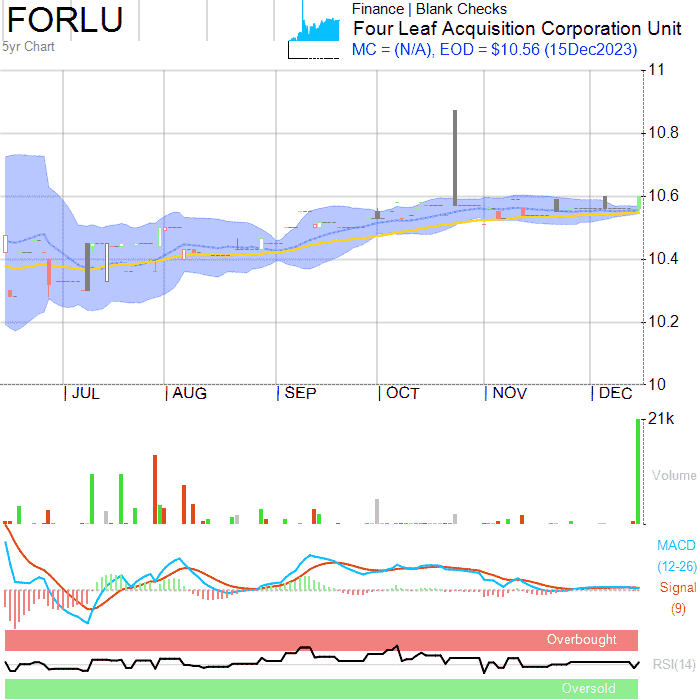 FORLU
5yr Chart
Finance | Blank Checks
Four Leaf Acquisition Corporation Unit
MC = (N/A), EOD = $10.56 (15Dec2023)
11
10.8
10.6
10.4
10.2
10
JUL AUG SEP OCT NOV DEC
21k
Volume
MACD
(12-26)
Signal
(9)
Overbought
RSI(14)
Oversold